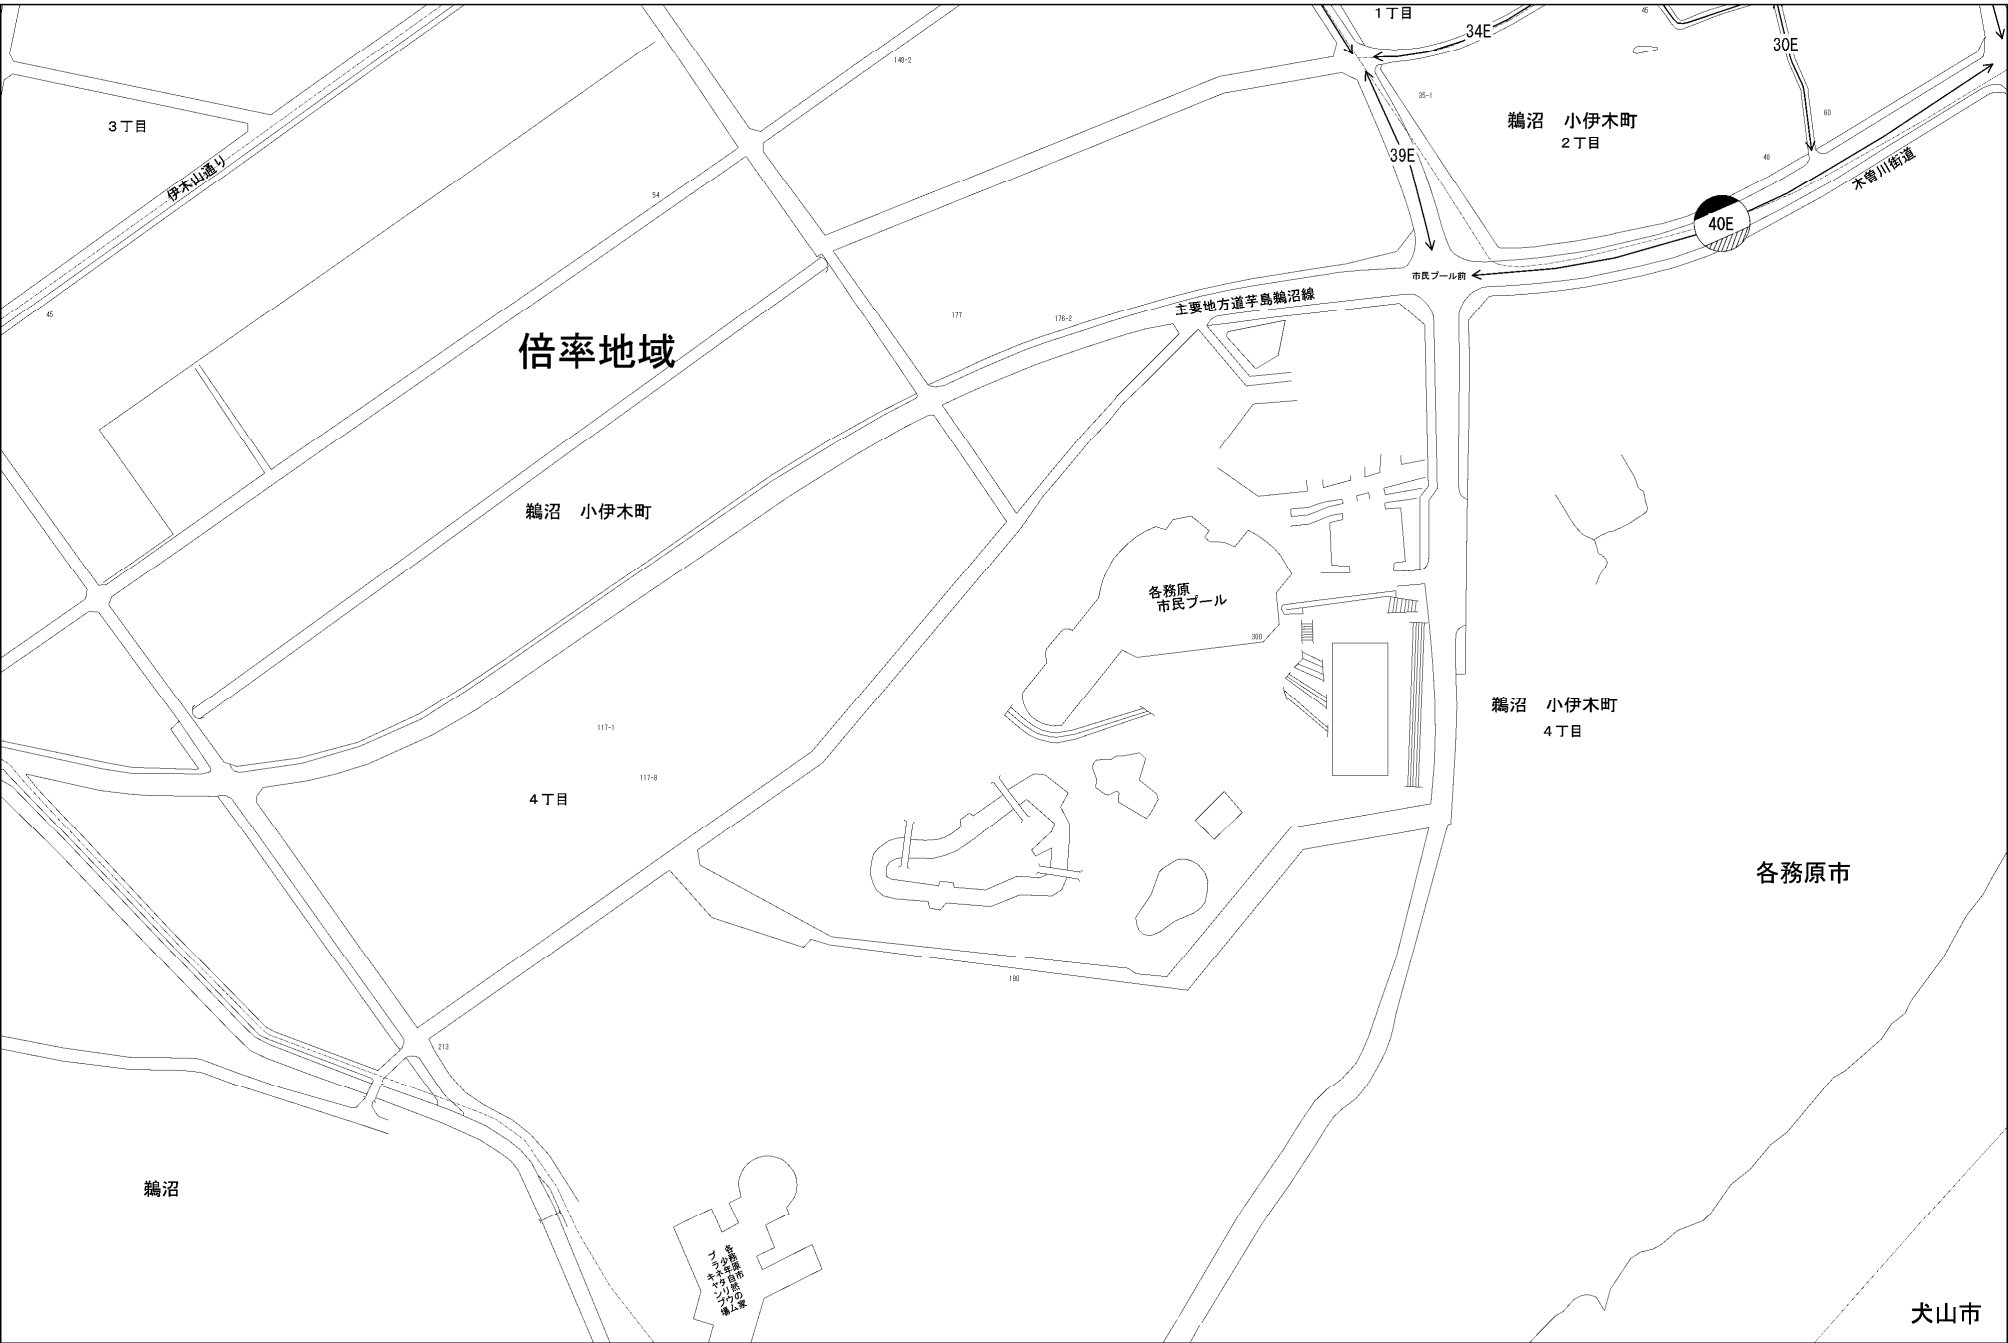 1丁目
34E
45
30E
148-2
35-1
60
3丁目
鵜沼 小伊木町
2丁目
39E
48
木曽川街道
伊木山通り
54
40E
市民プール前
主要地方道芋島鵜沼線
45
177
176-2
倍率地域
鵜沼 小伊木町
各務原
市民プール
300
鵜沼 小伊木町
4丁目
117-1
117-8
4丁目
各務原市
190
213
鵜沼
各務原市
少年自然の家
プラネタリウム
キャンプ場
犬山市